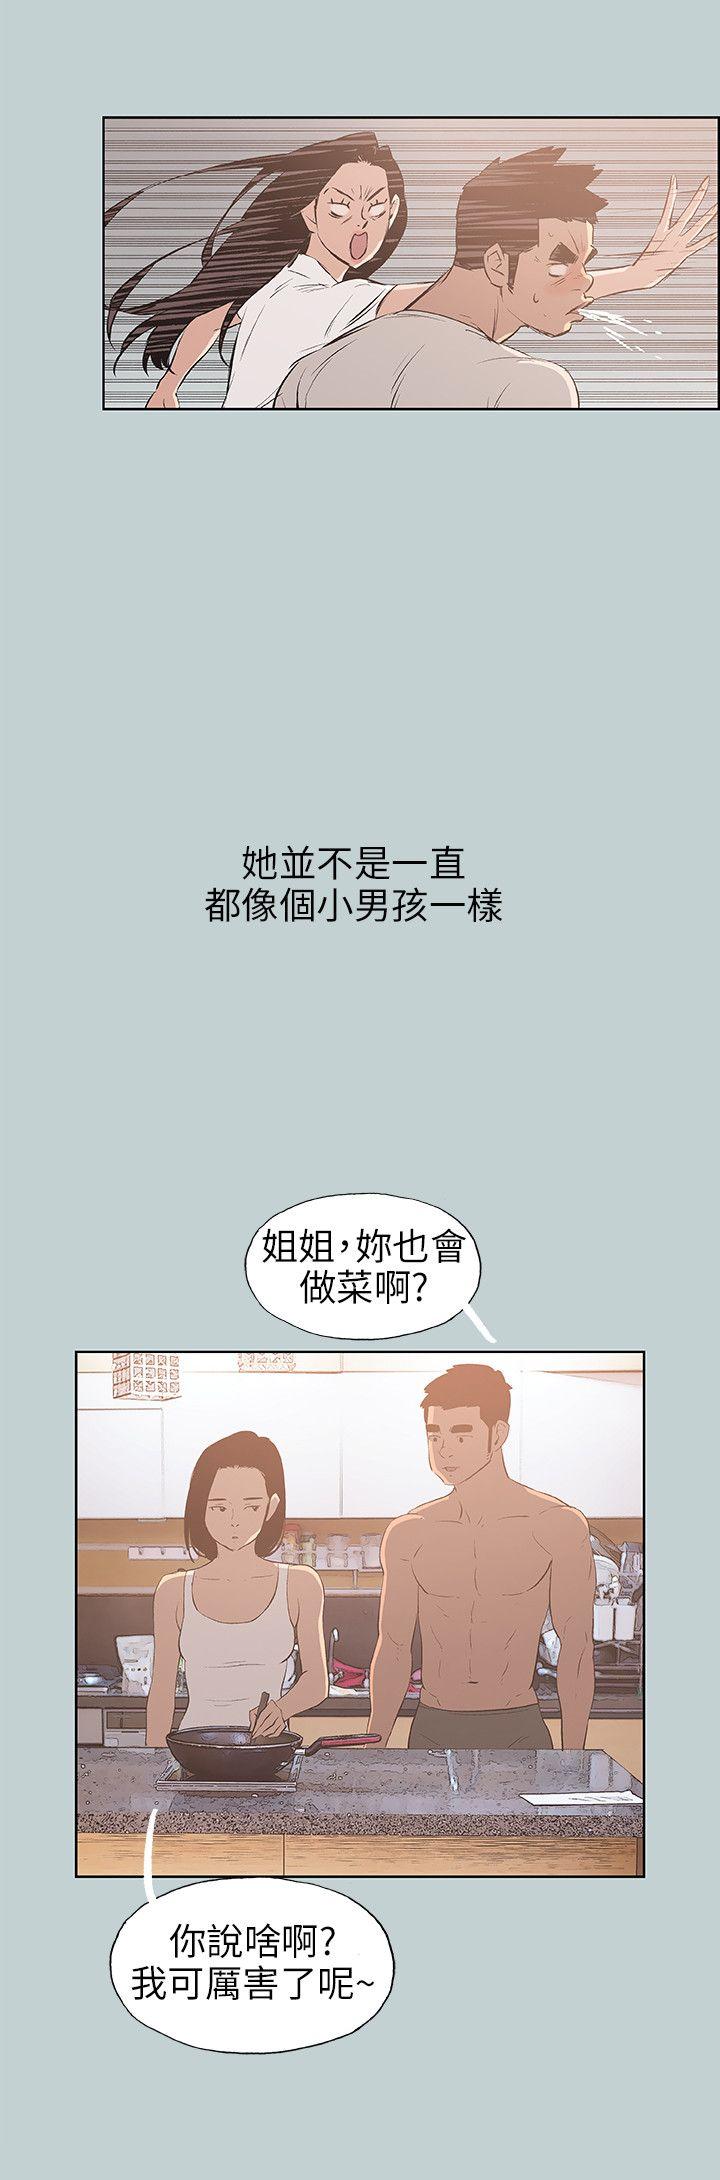 她並不是一直
都像個小男孩一樣
姐姐，妳也會
做菜啊?
你說啥啊?
我可厲害了呢~